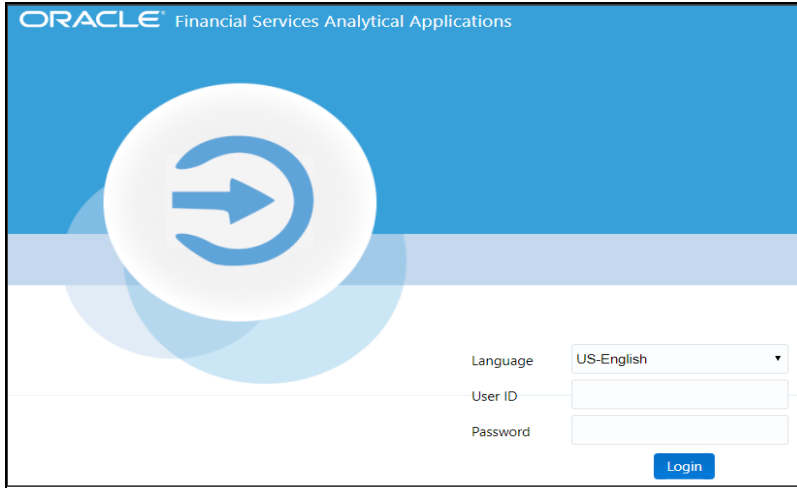 ORACLE® Financial Services Analytical Applications
Language US-English
User ID
Password
Login